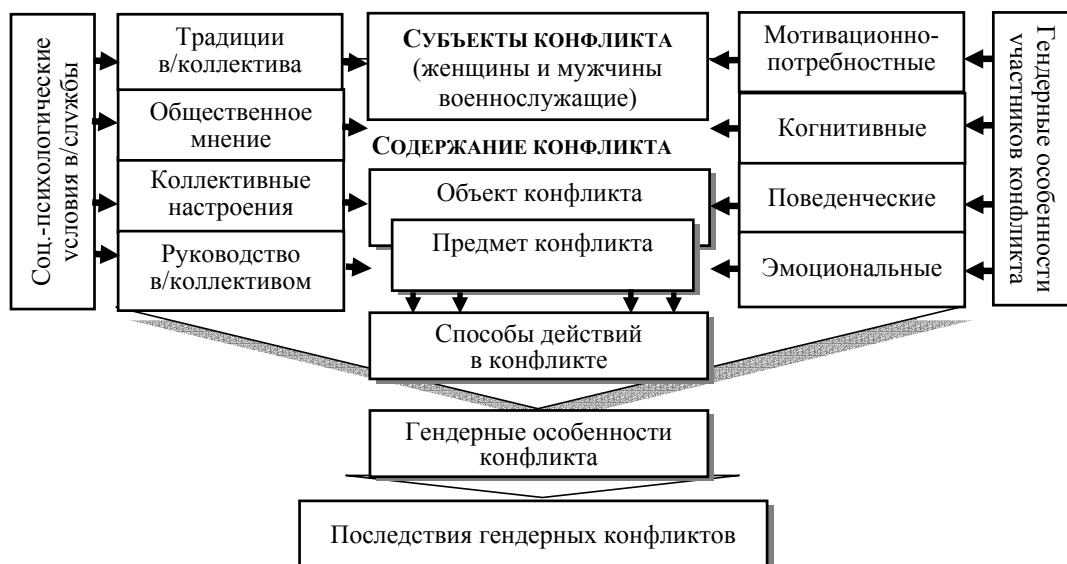 Соц.-психологические
условия в/службы
Традиции
в/коллектива
Общественное
мнение
Коллективные
настроения
Руководство
в/коллективом
СУБЪЕКТЫ КОНФЛИКТА
(женщины и мужчины
военнослужащие)
СОДЕРЖАНИЕ КОНФЛИКТА
Объект конфликта
Предмет конфликта
Способы действий
в конфликте
Мотивационно-
потребностные
Когнитивные
Поведенческие
Эмоциональные
Гендерные особенности
участников конфликта
Гендерные особенности
конфликта
Последствия гендерных конфликтов